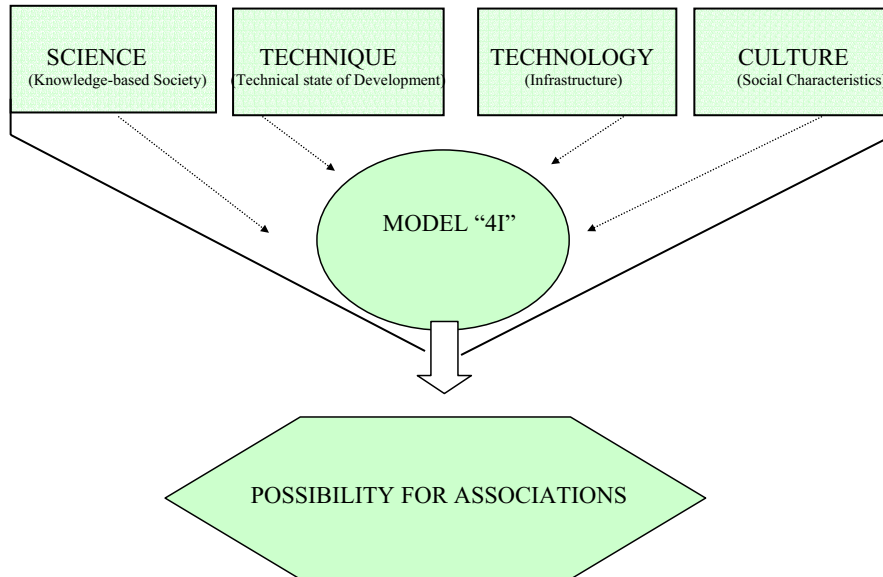 SCIENCE
(Knowledge-based Society)
TECHNIQUE
(Technical state of Development)
TECHNOLOGY
(Infrastructure)
CULTURE
(Social Characteristics)
MODEL “4I”
POSSIBILITY FOR ASSOCIATIONS